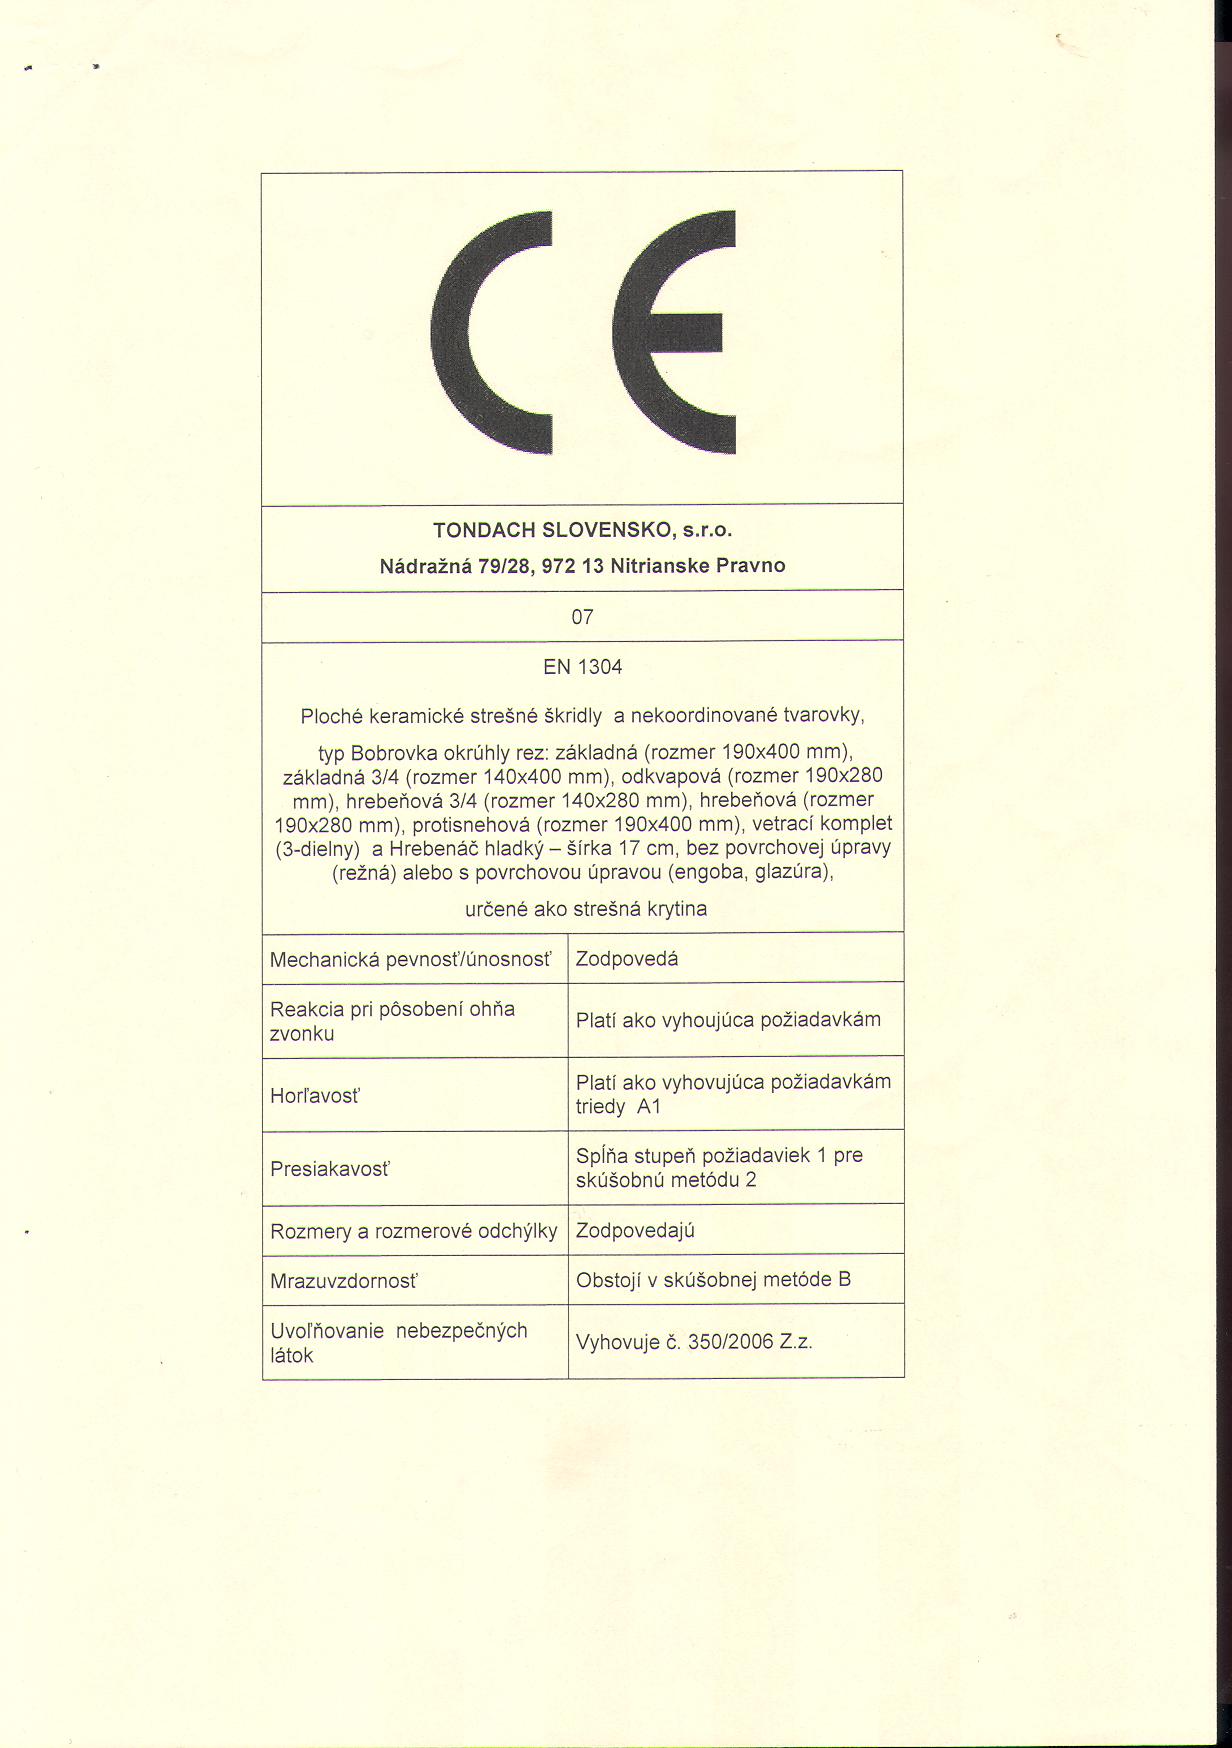 CE
TONDACH SLOVENSKO, s.r.o.
Nádražná 79/28, 972 13 Nitrianske Pravno
07
EN 1304
Ploché keramické strešné škridly a nekoordinované tvarovky,
typ Bobrovka okrúhly rez: základná (rozmer 190x400 mm),
základná 3/4 (rozmer 140x400 mm), odkvapová (rozmer 190x280
mm), hrebeňová 3/4 (rozmer 140x280 mm), hrebeňová (rozmer
190x280 mm), protisnehová (rozmer 190x400 mm), vetrací komplet
(3-dielny) a Hrebenáč hladký – šírka 17 cm, bez povrchovej úpravy
(režná) alebo s povrchovou úpravou (engoba, glazúra),
určené ako strešná krytina
Mechanická pevnosť/únosnosť Zodpovedá
Reakcia pri pôsobení ohňa
zvonku
Platí ako vyhoujúca požiadavkám
Horľavosť
Platí ako vyhovujúca požiadavkám
triedy A1
Presiakavosť
Spĺňa stupeň požiadaviek 1 pre
skúšobnú metódu 2
Rozmery a rozmerové odchýlky Zodpovedajú
Mrazuvzdornosť Obstojí v skúšobnej metóde B
Uvoľňovanie nebezpečných
látok
Vyhovuje č. 350/2006 Z.z.